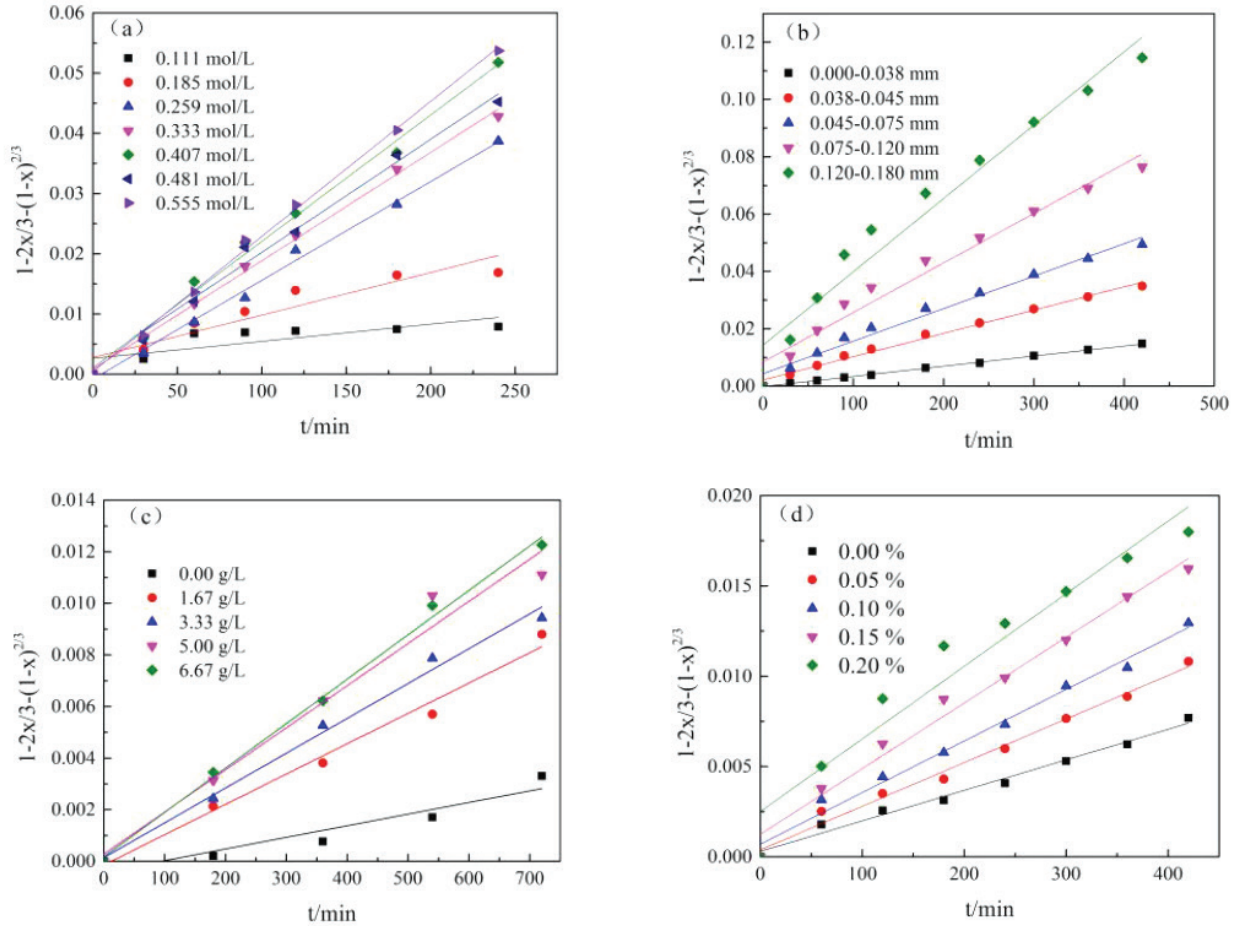 (a)
0.06
0.05
0.04
0.03
0.02
0.01
0.00
1-2x/3-(1-x)^2/3
0.111 mol/L
0.185 mol/L
0.259 mol/L
0.333 mol/L
0.407 mol/L
0.481 mol/L
0.555 mol/L
0 50 100 150 200 250
t/min
(b)
0.12
0.10
0.08
0.06
0.04
0.02
0.00
1-2x/3-(1-x)^2/3
0.000-0.038 mm
0.038-0.045 mm
0.045-0.075 mm
0.075-0.120 mm
0.120-0.180 mm
0 100 200 300 400 500
t/min
(c)
0.014
0.012
0.010
0.008
0.006
0.004
0.002
0.000
1-2x/3-(1-x)^2/3
0.00 g/L
1.67 g/L
3.33 g/L
5.00 g/L
6.67 g/L
0 100 200 300 400 500 600 700
t/min
(d)
0.020
0.015
0.010
0.005
0.000
1-2x/3-(1-x)^2/3
0.00 %
0.05 %
0.10 %
0.15 %
0.20 %
0 100 200 300 400
t/min